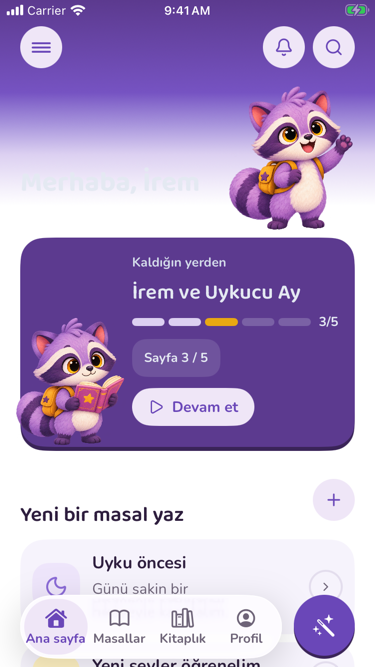 Carrier 9:41 AM
Merhaba, İrem
Kaldığın yerden
İrem ve Uykucu Ay
3/5
Sayfa 3 / 5
Devam et
Yeni bir masal yaz
Uyku öncesi
Günü sakin bir
Ana sayfa Masallar Kitaplık Profil
Yeni şeyler öğrenelim